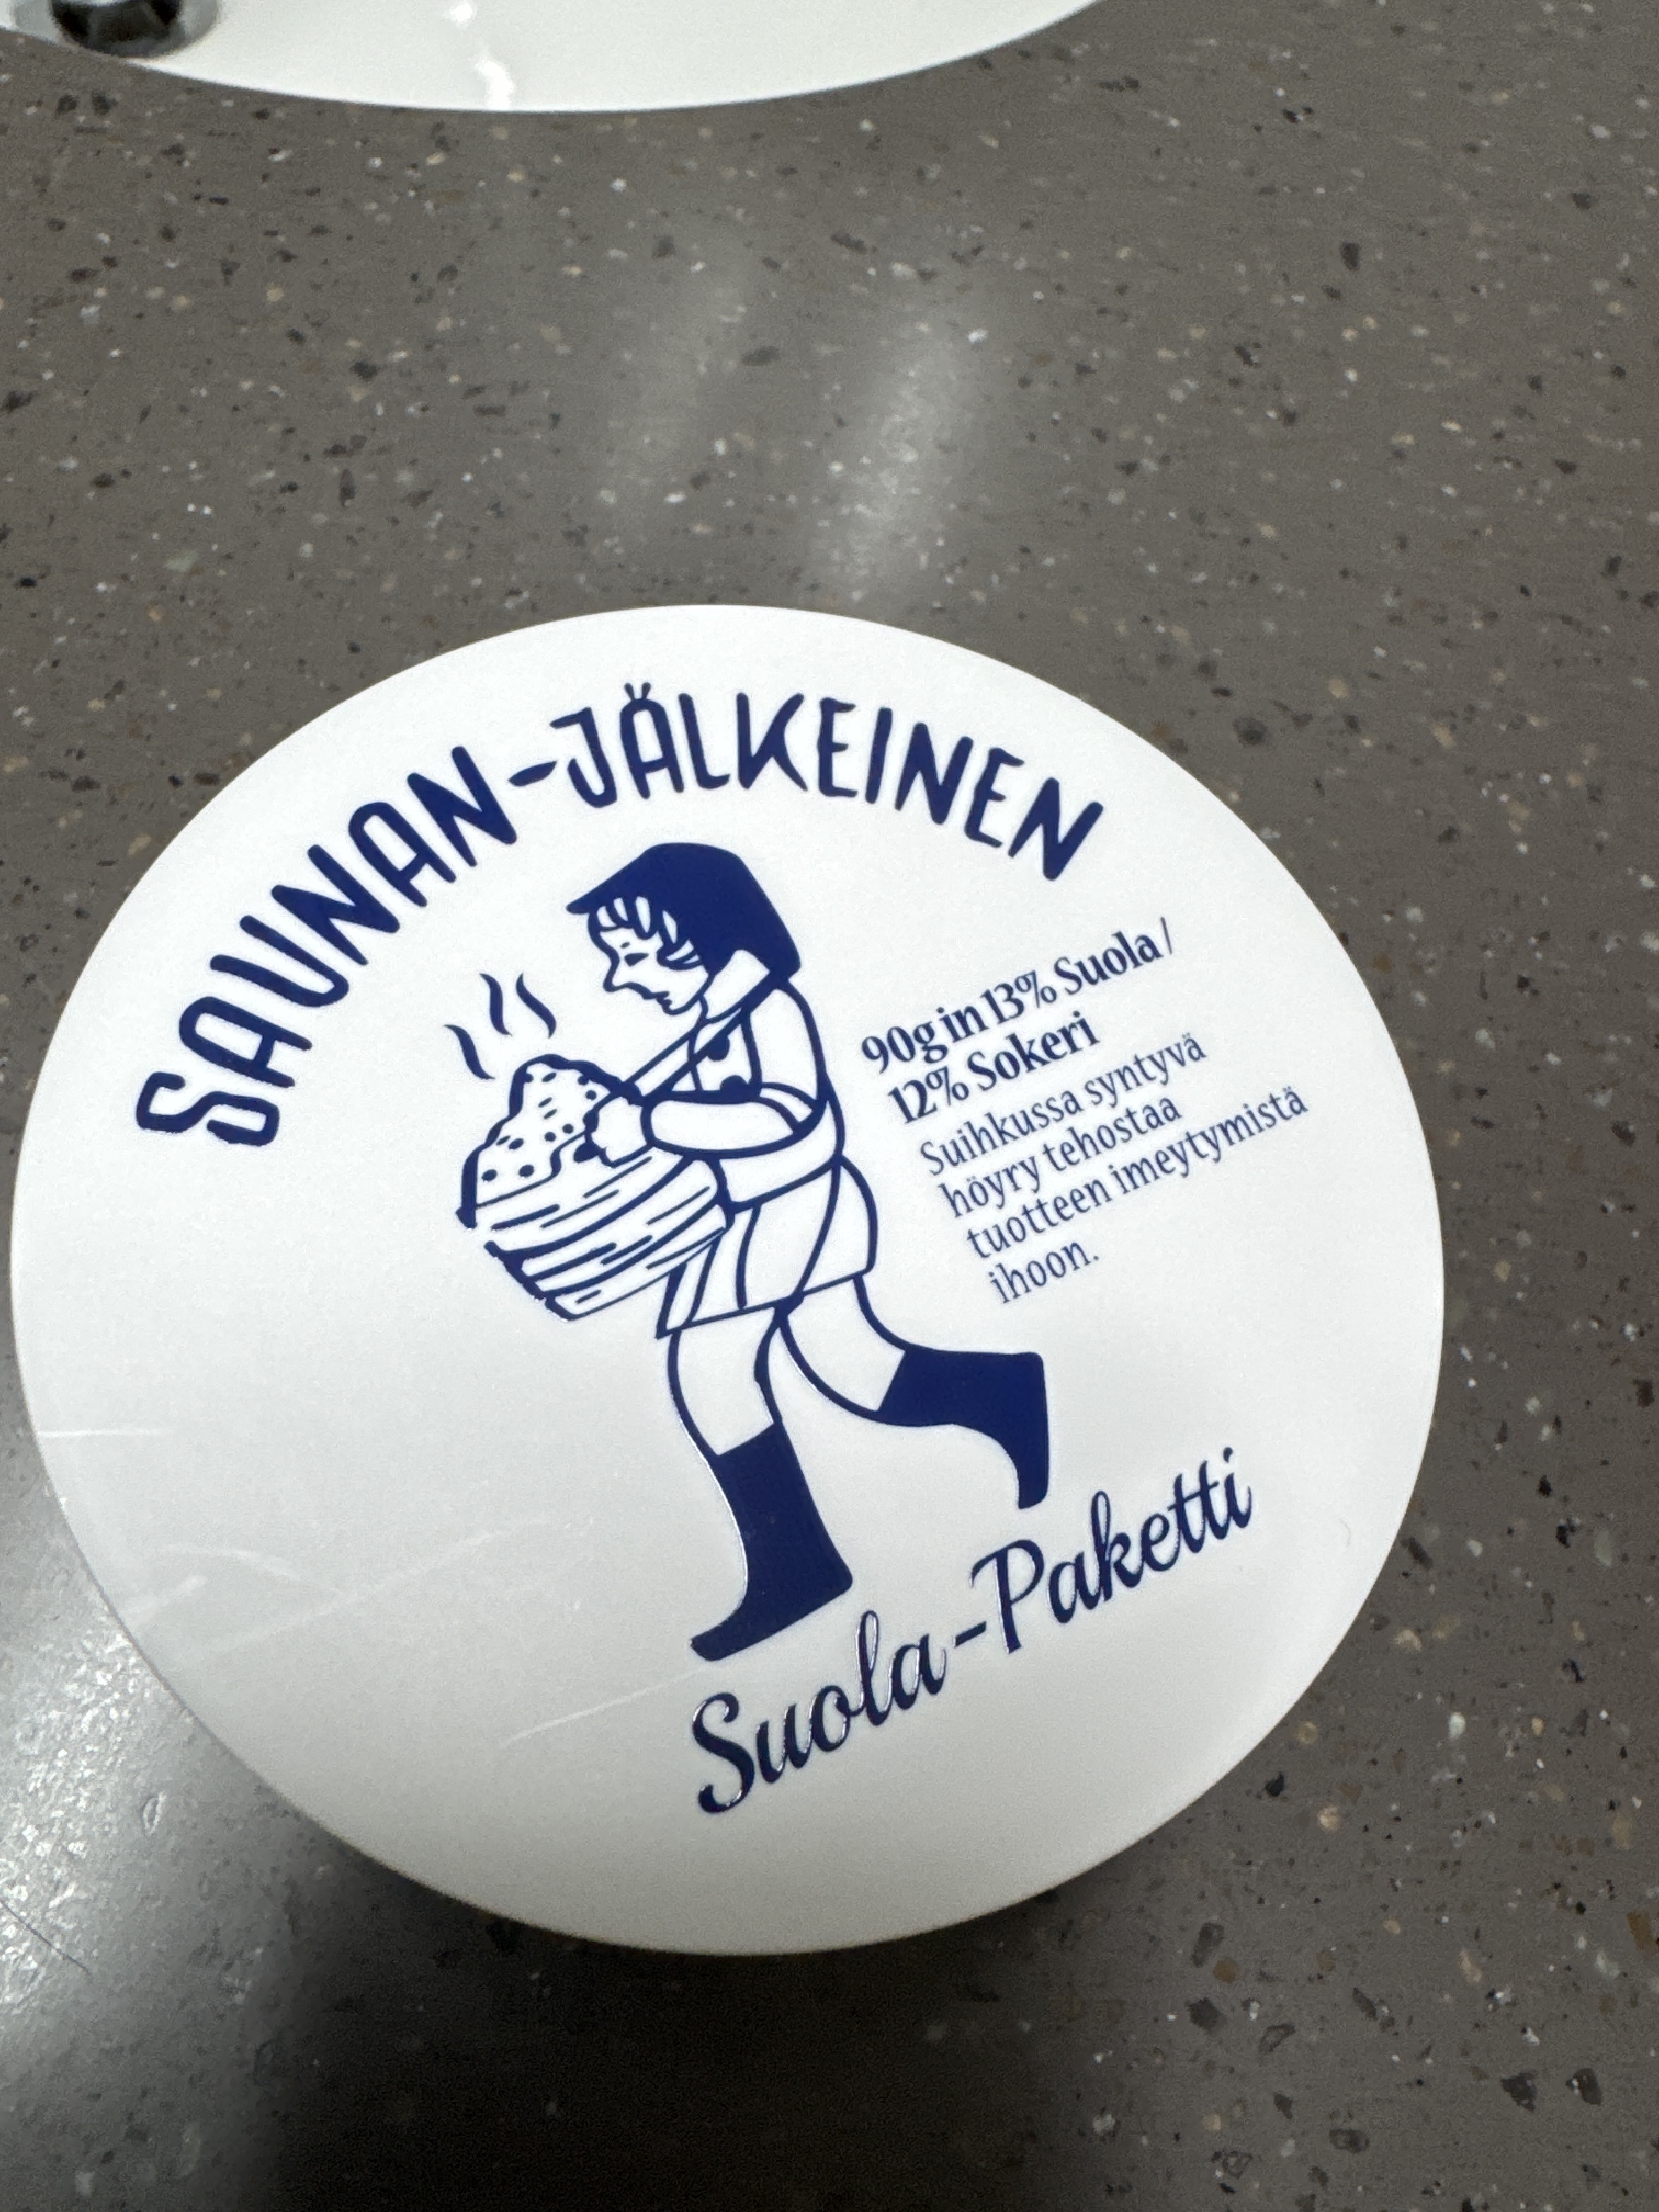 SAUNAN-JÄLKEINEN
90g in 13% Suola /
12% Sokeri
Suihkussa syntyvä
höyry tehostaa
tuotteen imeytymistä
ihoon.
Suola-Paketti